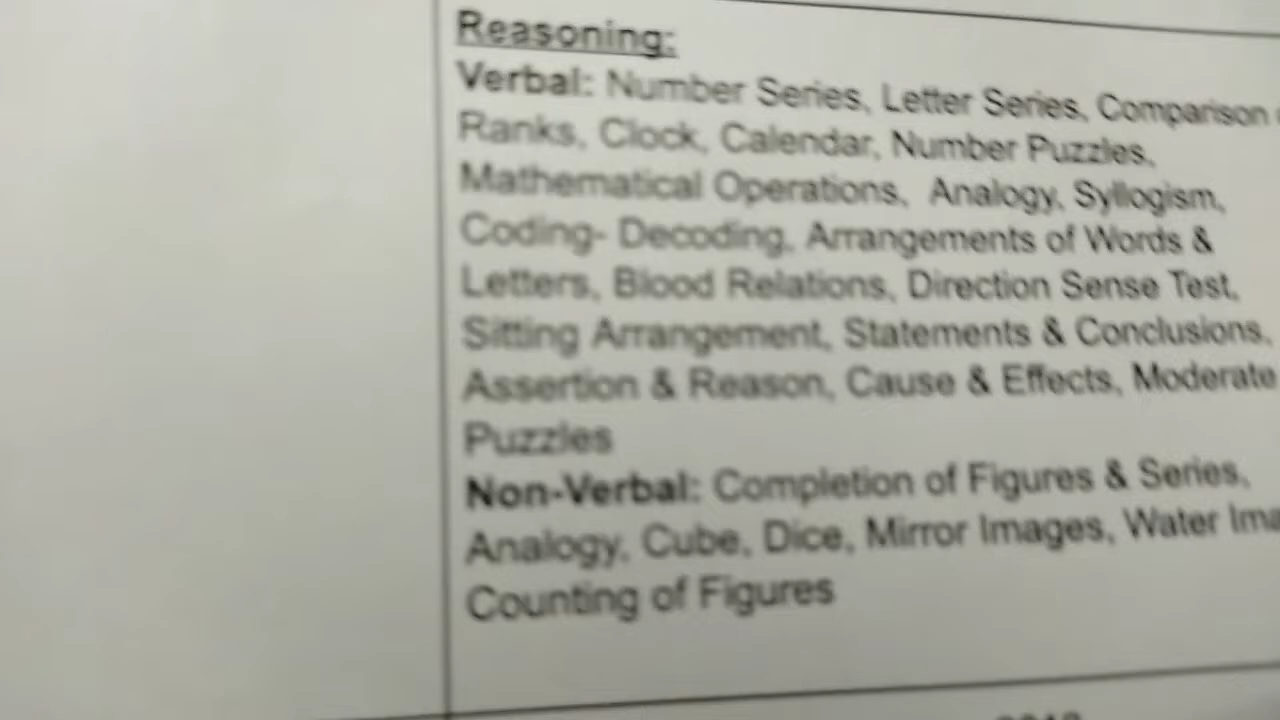 Reasoning:
Verbal: Number Series, Letter Series, Comparison
Ranks, Clock, Calendar, Number Puzzles,
Mathematical Operations, Analogy, Syllogism,
Coding- Decoding, Arrangements of Words &
Letters, Blood Relations, Direction Sense Test,
Sitting Arrangement, Statements & Conclusions,
Assertion & Reason, Cause & Effects, Moderate
Puzzles
Non-Verbal: Completion of Figures & Series,
Analogy, Cube, Dice, Mirror Images, Water Ima
Counting of Figures